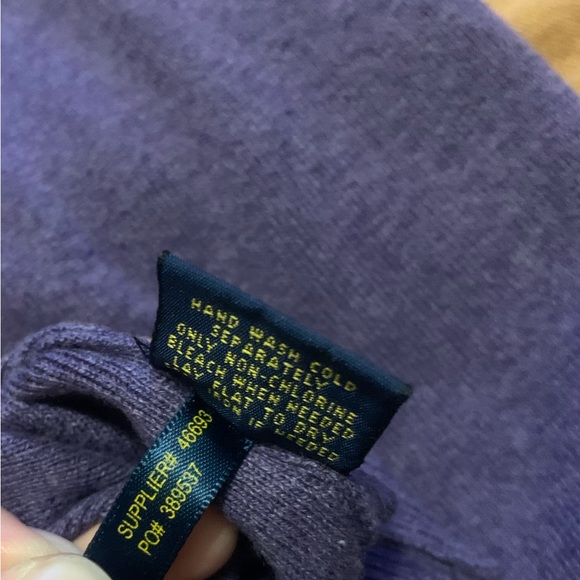 HAND WASH COLD
SEPARATELY
ONLY NON-CHLORINE
BLEACH WHEN NEEDED
LAY FLAT TO DRY
IRON IF NEEDED
SUPPLIER# 46693
PO# 389537